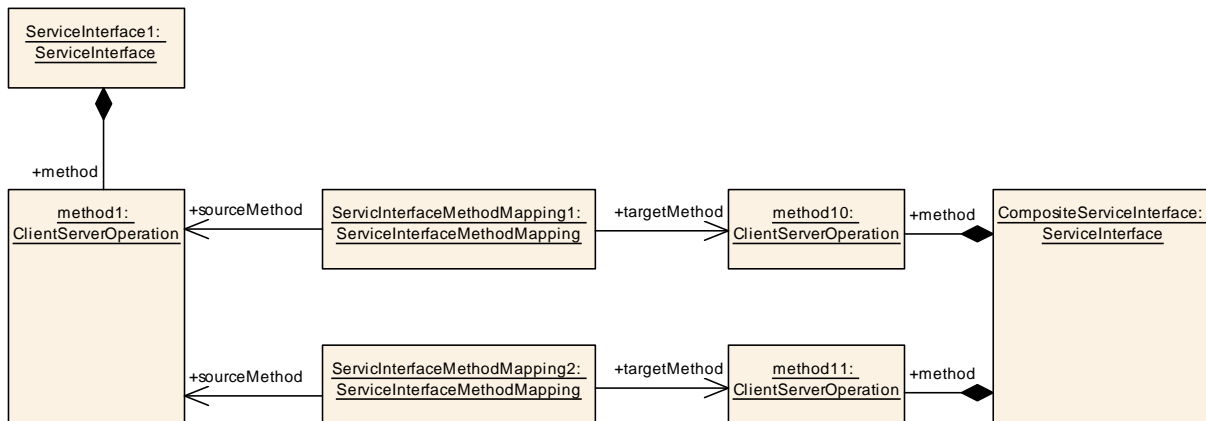 ServiceInterface1:
ServiceInterface
+method
method1:
ClientServerOperation
+sourceMethod
ServicInterfaceMethodMapping1:
ServiceInterfaceMethodMapping
+targetMethod
method10:
ClientServerOperation
+method
CompositeServiceInterface:
ServiceInterface
+sourceMethod
ServicInterfaceMethodMapping2:
ServiceInterfaceMethodMapping
+targetMethod
method11:
ClientServerOperation
+method